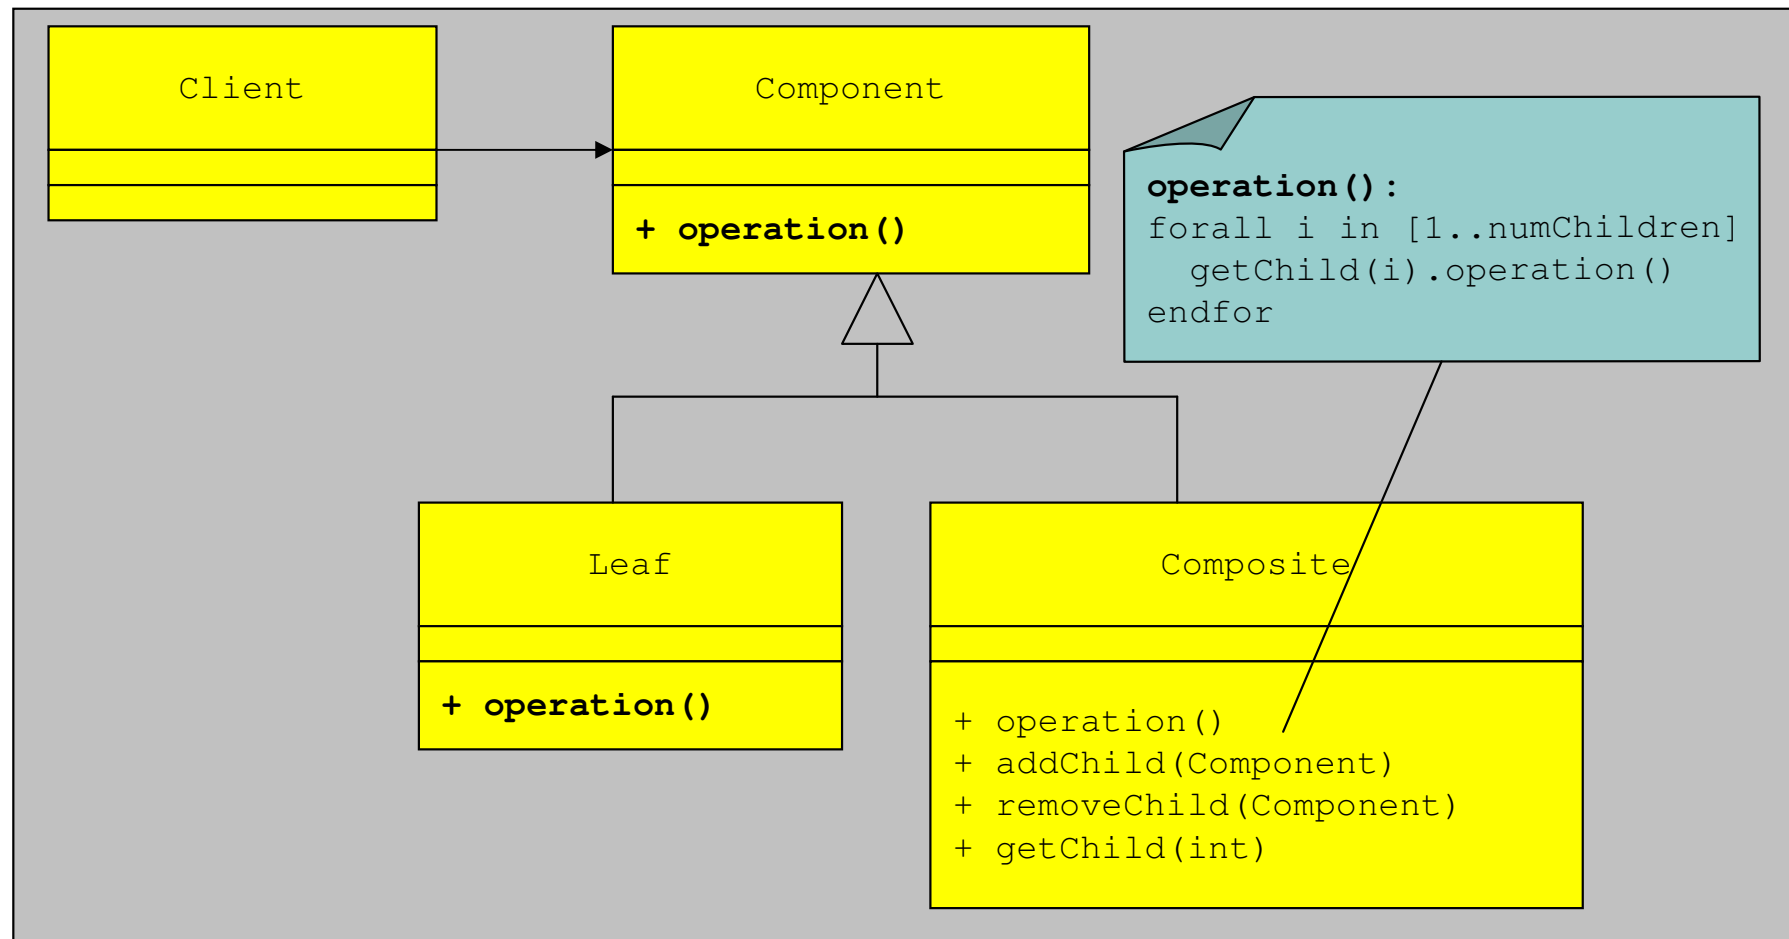 Client
Component
+ operation()
operation():
forall i in [1..numChildren]
  getChild(i).operation()
endfor
Leaf
+ operation()
Composite
+ operation()
+ addChild(Component)
+ removeChild(Component)
+ getChild(int)